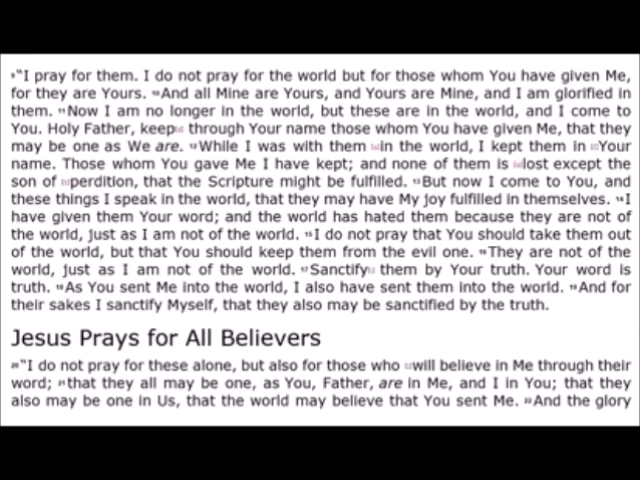 ⁹"I pray for them. I do not pray for the world but for those whom You have given Me,
for they are Yours. ¹⁰And all Mine are Yours, and Yours are Mine, and I am glorified in
them. ¹¹Now I am no longer in the world, but these are in the world, and I come to
You. Holy Father, keep through Your name those whom You have given Me, that they
may be one as We are. ¹²While I was with them in the world, I kept them in Your
name. Those whom You gave Me I have kept; and none of them is lost except the
son of perdition, that the Scripture might be fulfilled. ¹³But now I come to You, and
these things I speak in the world, that they may have My joy fulfilled in themselves. ¹⁴I
have given them Your word; and the world has hated them because they are not of
the world, just as I am not of the world. ¹⁵I do not pray that You should take them out
of the world, but that You should keep them from the evil one. ¹⁶They are not of the
world, just as I am not of the world. ¹⁷Sanctify them by Your truth. Your word is
truth. ¹⁸As You sent Me into the world, I also have sent them into the world. ¹⁹And for
their sakes I sanctify Myself, that they also may be sanctified by the truth.
Jesus Prays for All Believers
²⁰"I do not pray for these alone, but also for those who will believe in Me through their
word; ²¹that they all may be one, as You, Father, are in Me, and I in You; that they
also may be one in Us, that the world may believe that You sent Me. ²²And the glory